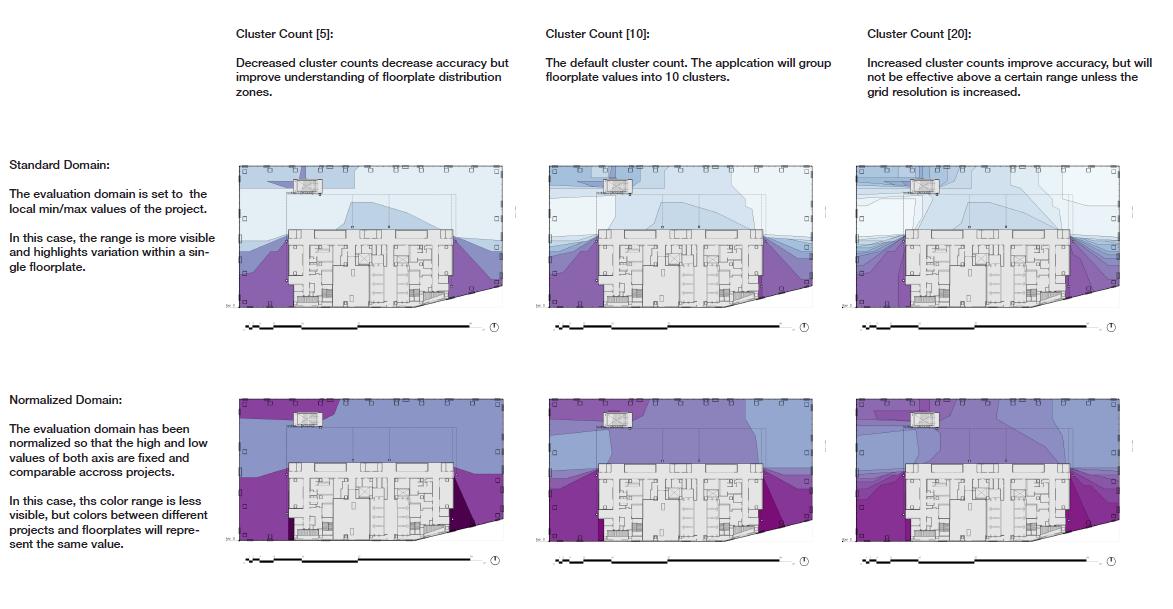 Cluster Count [5]:
Decreased cluster counts decrease accuracy but
improve understanding of floorplate distribution
zones.
Cluster Count [10]:
The default cluster count. The applcation will group
floorplate values into 10 clusters.
Cluster Count [20]:
Increased cluster counts improve accuracy, but will
not be effective above a certain range unless the
grid resolution is increased.
Standard Domain:
The evaluation domain is set to the
local min/max values of the project.
In this case, the range is more visible
and highlights variation within a sin-
gle floorplate.
Normalized Domain:
The evaluation domain has been
normalized so that the high and low
values of both axis are fixed and
comparable accross projects.
In this case, ths color range is less
visible, but colors between different
projects and floorplates will repre-
sent the same value.